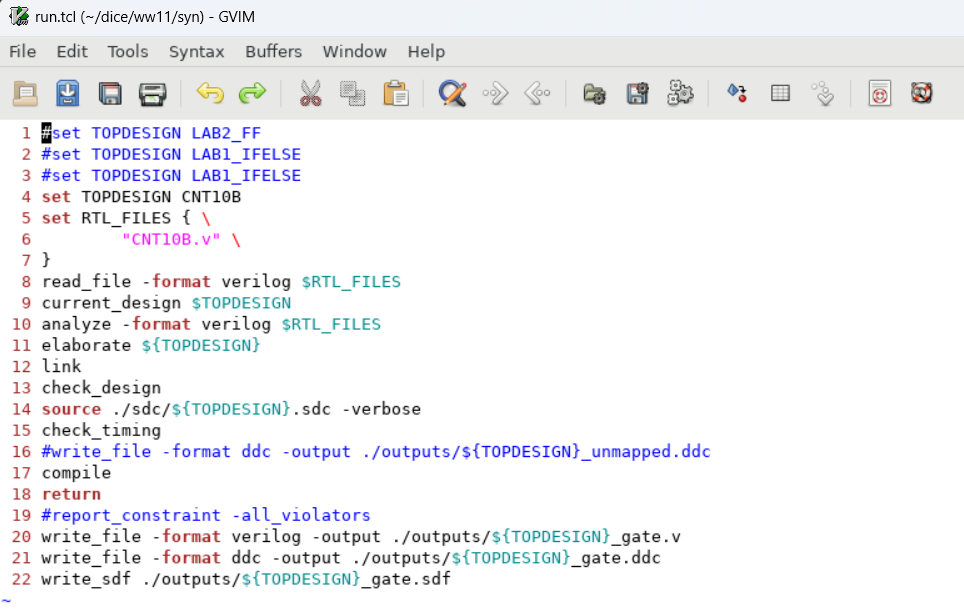 run.tcl (~/dice/ww11/syn) - GVIM
File Edit Tools Syntax Buffers Window Help
1 #set TOPDESIGN LAB2_FF
2 #set TOPDESIGN LAB1_IFELSE
3 #set TOPDESIGN LAB1_IFELSE
4 set TOPDESIGN CNT10B
5 set RTL_FILES { \
6         "CNT10B.v" \
7 }
8 read_file -format verilog $RTL_FILES
9 current_design $TOPDESIGN
10 analyze -format verilog $RTL_FILES
11 elaborate ${TOPDESIGN}
12 link
13 check_design
14 source ./sdc/${TOPDESIGN}.sdc -verbose
15 check_timing
16 #write_file -format ddc -output ./outputs/${TOPDESIGN}_unmapped.ddc
17 compile
18 return
19 #report_constraint -all_violators
20 write_file -format verilog -output ./outputs/${TOPDESIGN}_gate.v
21 write_file -format ddc -output ./outputs/${TOPDESIGN}_gate.ddc
22 write_sdf ./outputs/${TOPDESIGN}_gate.sdf
~